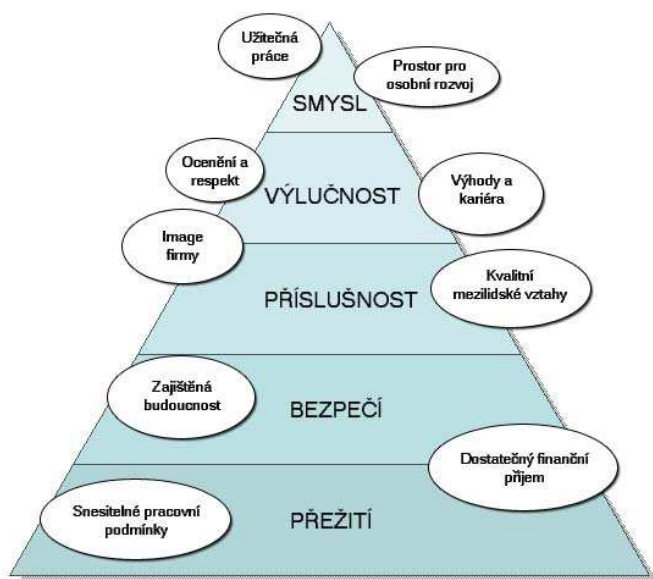 Užitečná
práce
Prostor pro
osobní rozvoj
SMYSL
Ocenění a
respekt
VÝLUČNOST
Výhody a
kariéra
Image
firmy
Kvalitní
mezilidské vztahy
PŘÍSLUŠNOST
Zajištěná
budoucnost
BEZPEČÍ
Dostatečný finanční
příjem
Snesitelné pracovní
podmínky
PŘEŽITÍ